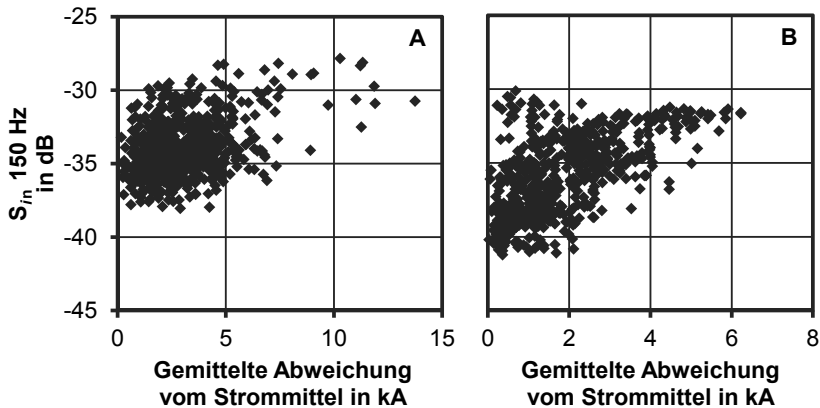 -25
-30
-35
-40
-45
S_in 150 Hz
in dB
A
0 5 10 15
Gemittelte Abweichung
vom Strommittel in kA
B
0 2 4 6 8
Gemittelte Abweichung
vom Strommittel in kA